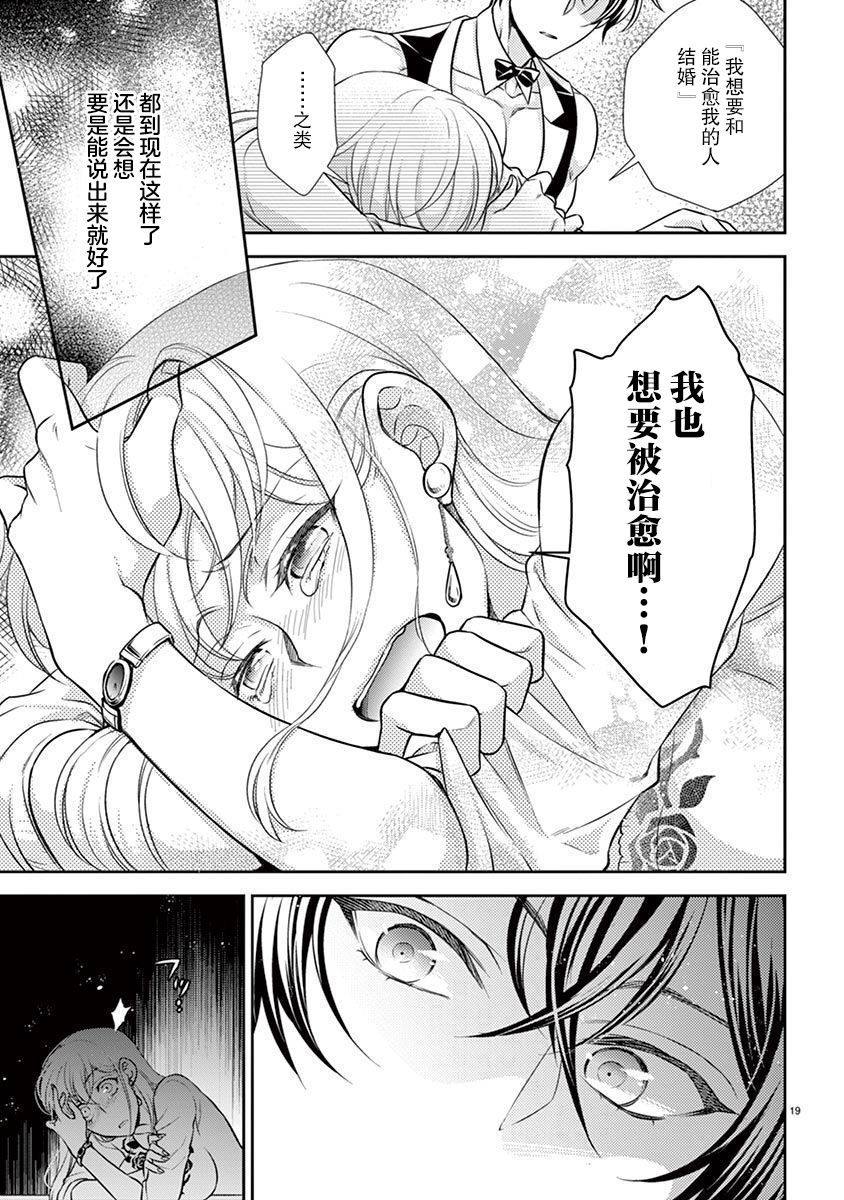 『我想要和
能治愈我的人
结婚』
……之类
都到现在这样了
还是会想
要是能说出来就好了
我也
想要被治愈啊…！
19